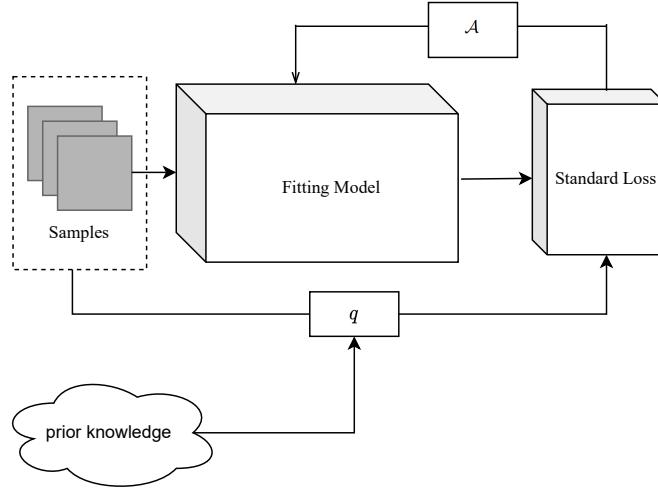 𝒜
Fitting Model
Standard Loss
Samples
q
prior knowledge